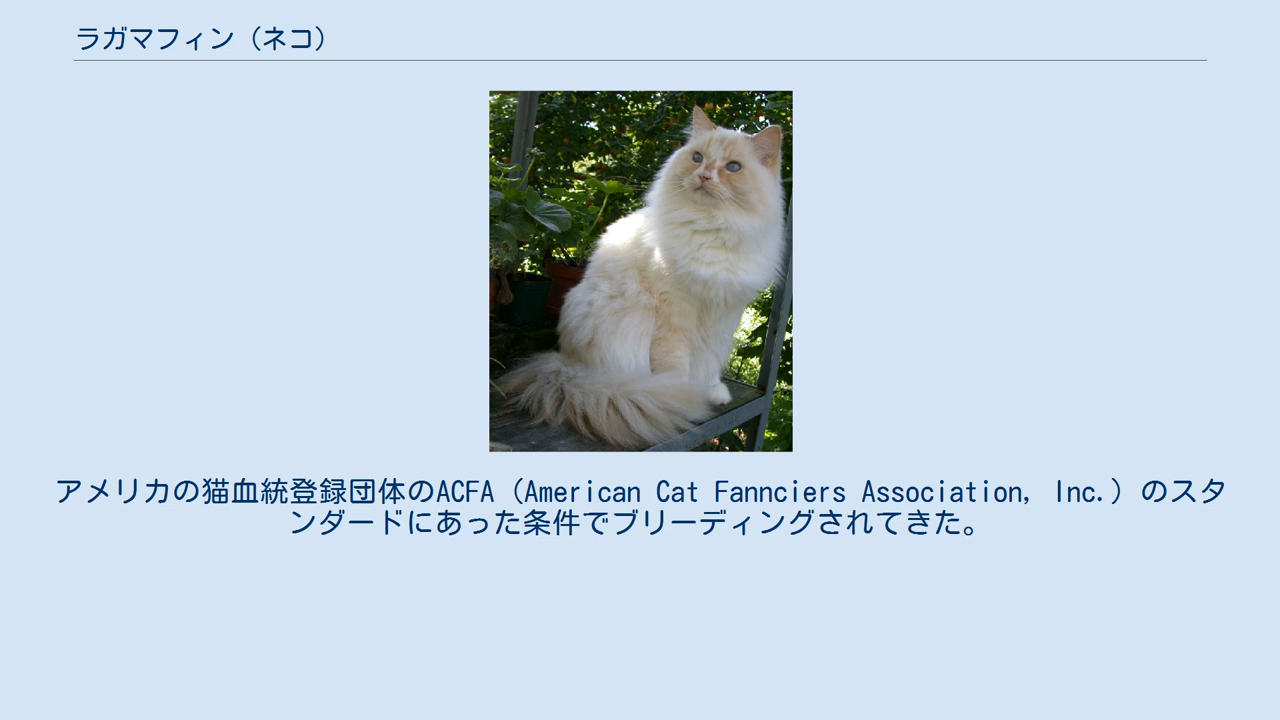 ラガマフィン（ネコ）
アメリカの猫血統登録団体のACFA（American Cat Fannciers Association, Inc.）のスタ
ンダードにあった条件でブリーディングされてきた。